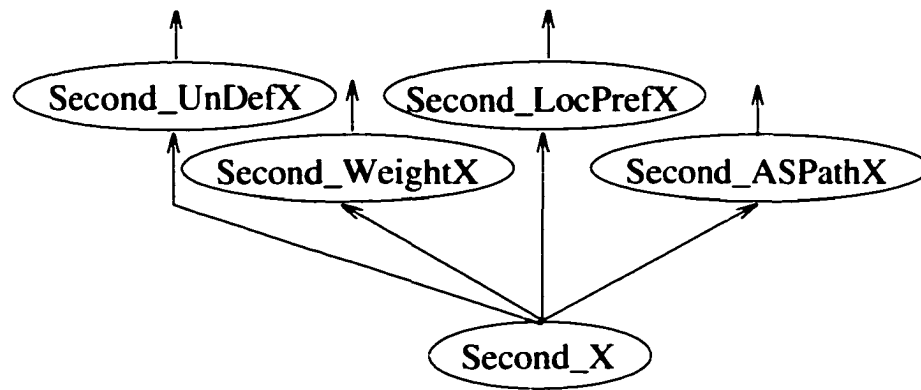 Second_UnDefX
Second_LocPrefX
Second_WeightX
Second_ASPathX
Second_X